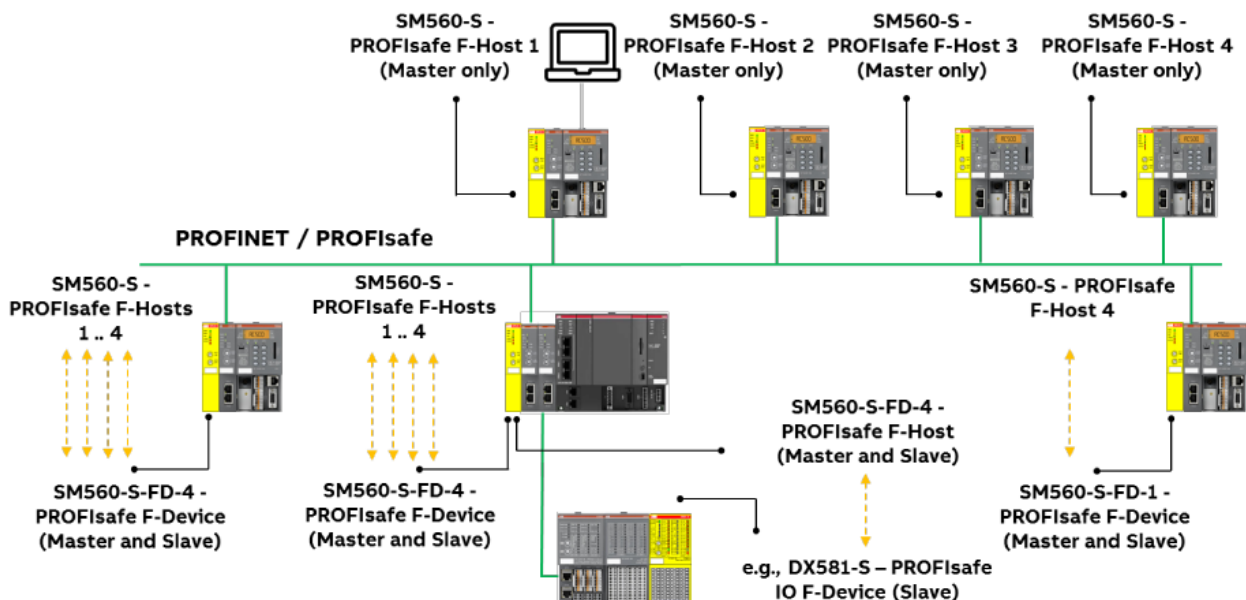 SM560-S -
PROFIsafe F-Host 1
(Master only)
SM560-S -
PROFIsafe F-Host 2
(Master only)
SM560-S -
PROFIsafe F-Host 3
(Master only)
SM560-S -
PROFIsafe F-Host 4
(Master only)
PROFINET / PROFIsafe
SM560-S -
PROFIsafe F-Hosts
1 .. 4
SM560-S -
PROFIsafe F-Hosts
1 .. 4
SM560-S - PROFIsafe
F-Host 4
SM560-S-FD-4 -
PROFIsafe F-Device
(Master and Slave)
SM560-S-FD-4 -
PROFIsafe F-Device
(Master and Slave)
SM560-S-FD-4 -
PROFIsafe F-Host
(Master and Slave)
e.g., DX581-S – PROFIsafe
IO F-Device (Slave)
SM560-S-FD-1 -
PROFIsafe F-Device
(Master and Slave)